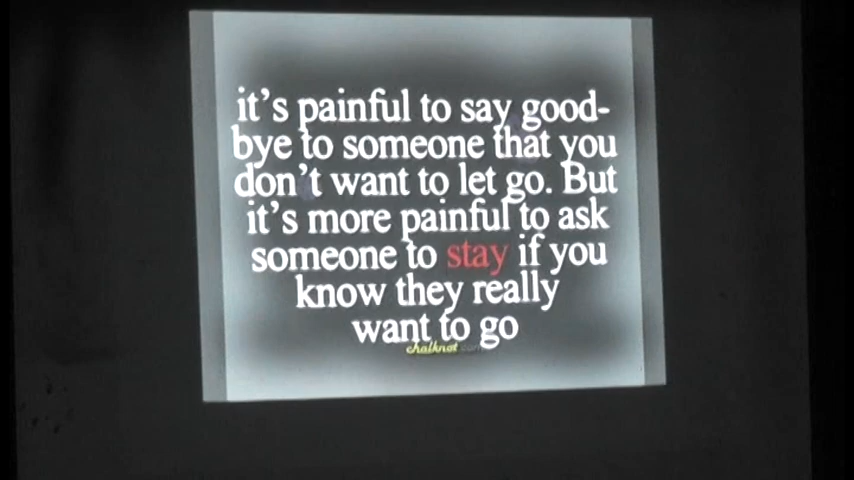 it's painful to say good-
bye to someone that you
don't want to let go. But
it's more painful to ask
someone to stay if you
know they really
want to go
chalknot.com